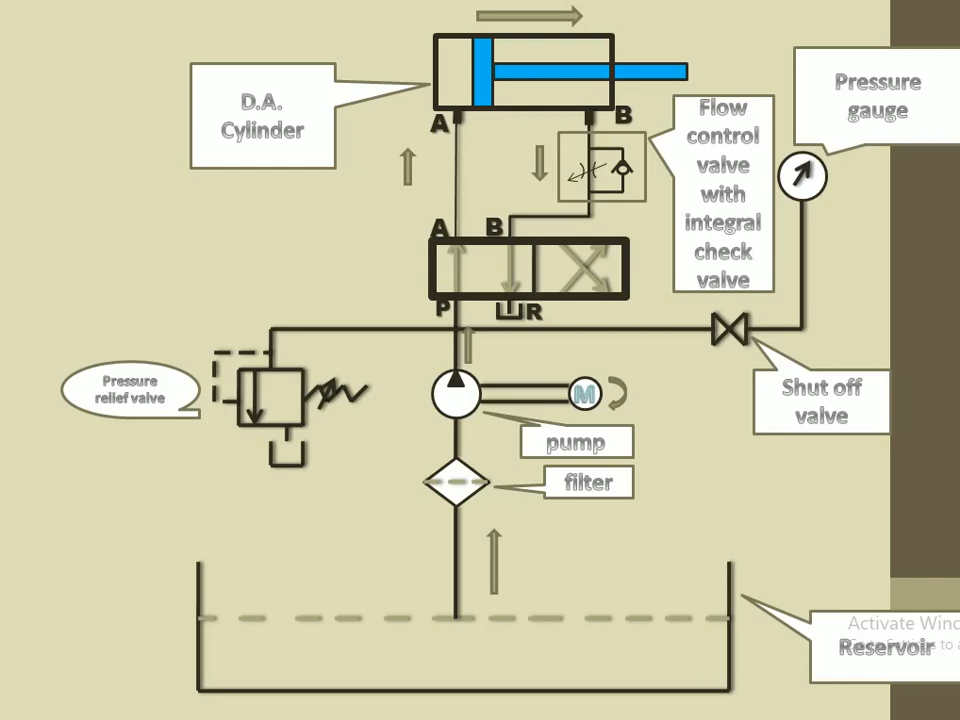 D.A.
Cylinder
Pressure
gauge
A
B
Flow
control
valve
with
integral
check
valve
A
B
P
R
Pressure
relief valve
M
Shut off
valve
pump
filter
Activate Winc
Reservoir